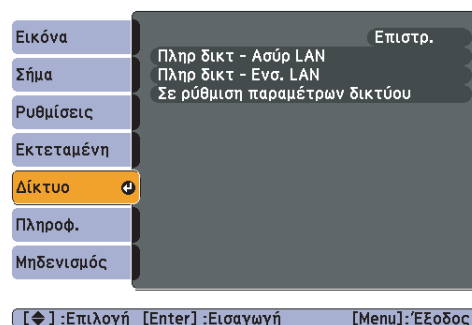 Εικόνα
Σήμα
Ρυθμίσεις
Εκτεταμένη
Δίκτυο
Πληροφ.
Μηδενισμός
Επιστρ.
Πληρ δικτ - Ασύρ LAN
Πληρ δικτ - Ενσ. LAN
Σε ρύθμιση παραμέτρων δικτύου
[◆] :Επιλογή [Enter] :Εισαγωγή [Menu]:Έξοδος